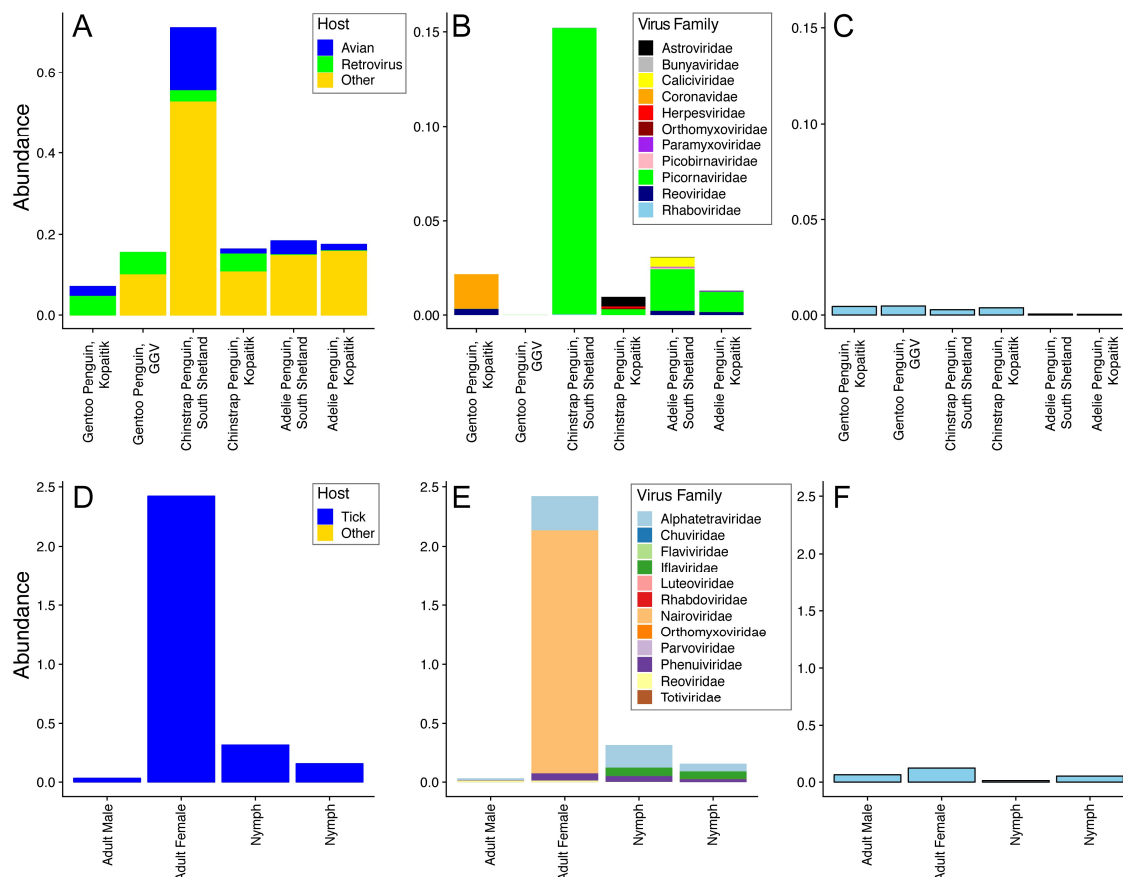 A
Host
Avian
Retrovirus
Other
Abundance
0.6
0.4
0.2
0.0
Gentoo Penguin,
Kopaitik
Gentoo Penguin,
GGV
Chinstrap Penguin,
South Shetland
Chinstrap Penguin,
Kopaitik
Adelie Penguin,
South Shetland
Adelie Penguin,
Kopaitik
B
Virus Family
Astroviridae
Bunyaviridae
Caliciviridae
Coronavidae
Herpesviridae
Orthomyxoviridae
Paramyxoviridae
Picobirnaviridae
Picornaviridae
Reoviridae
Rhaboviridae
0.15
0.10
0.05
0.00
Gentoo Penguin,
Kopaitik
Gentoo Penguin,
GGV
Chinstrap Penguin,
South Shetland
Chinstrap Penguin,
Kopaitik
Adelie Penguin,
South Shetland
Adelie Penguin,
Kopaitik
C
0.15
0.10
0.05
0.00
Gentoo Penguin,
Kopaitik
Gentoo Penguin,
GGV
Chinstrap Penguin,
South Shetland
Chinstrap Penguin,
Kopaitik
Adelie Penguin,
South Shetland
Adelie Penguin,
Kopaitik
D
Host
Tick
Other
Abundance
2.5
2.0
1.5
1.0
0.5
0.0
Adult Male
Adult Female
Nymph
Nymph
E
Virus Family
Alphatetraviridae
Chuviridae
Flaviviridae
Iflaviridae
Luteoviridae
Rhabdoviridae
Nairoviridae
Orthomyxoviridae
Parvoviridae
Phenuiviridae
Reoviridae
Totiviridae
2.5
2.0
1.5
1.0
0.5
0.0
Adult Male
Adult Female
Nymph
Nymph
F
2.5
2.0
1.5
1.0
0.5
0.0
Adult Male
Adult Female
Nymph
Nymph